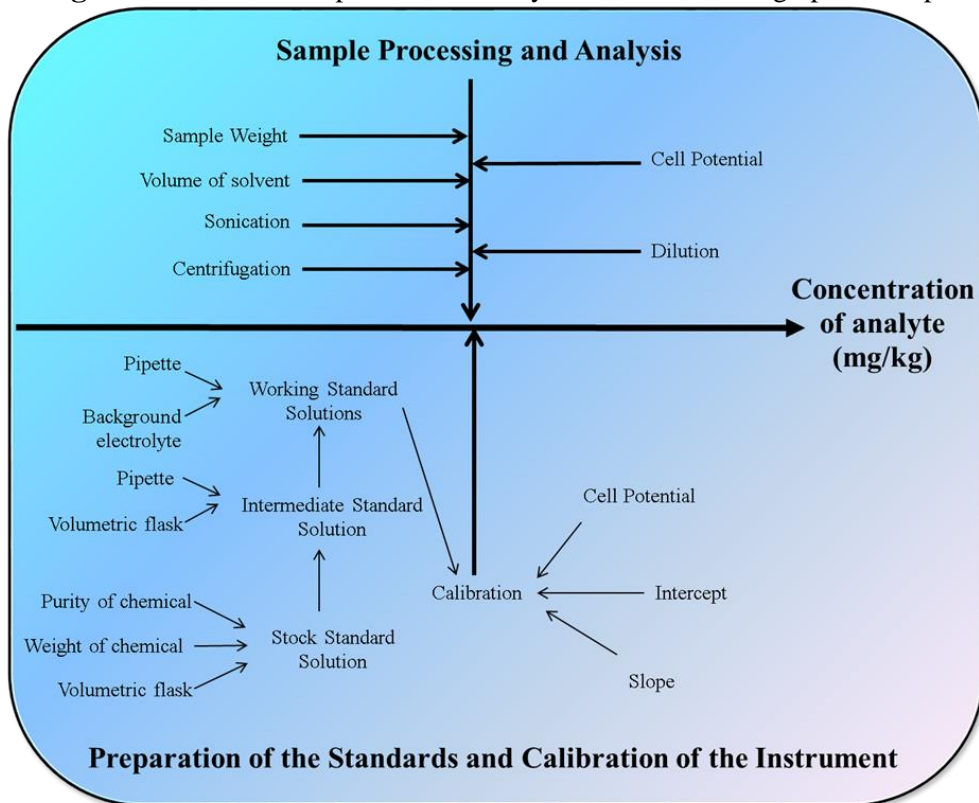 Sample Processing and Analysis
Sample Weight
Cell Potential
Volume of solvent
Sonication
Dilution
Centrifugation
Concentration
of analyte
(mg/kg)
Pipette
Working Standard
Solutions
Background
electrolyte
Pipette
Intermediate Standard
Solution
Volumetric flask
Cell Potential
Purity of chemical
Calibration
Intercept
Weight of chemical
Stock Standard
Solution
Volumetric flask
Slope
Preparation of the Standards and Calibration of the Instrument